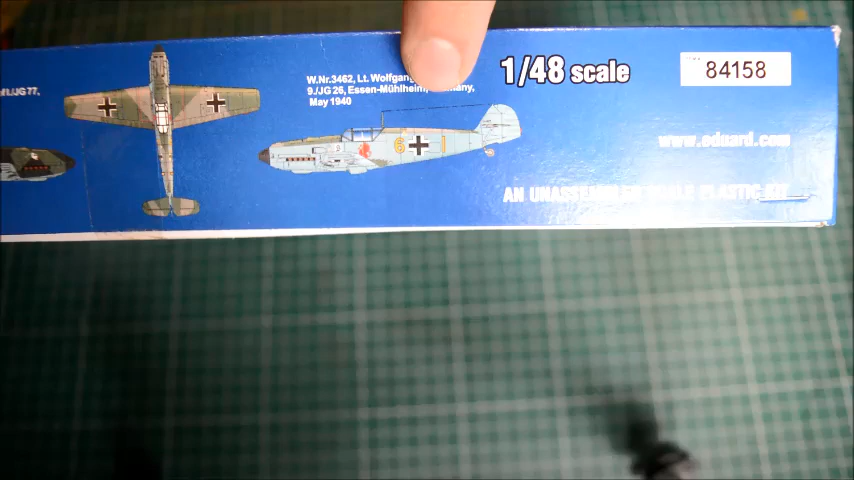 /JG 77,
W.Nr.3462, Lt. Wolfgang
9./JG 26, Essen-Mühlheim,
May 1940
6 I
1/48 scale
84158
www.eduard.com
AN UNASSEMBLED SCALE PLASTIC KIT